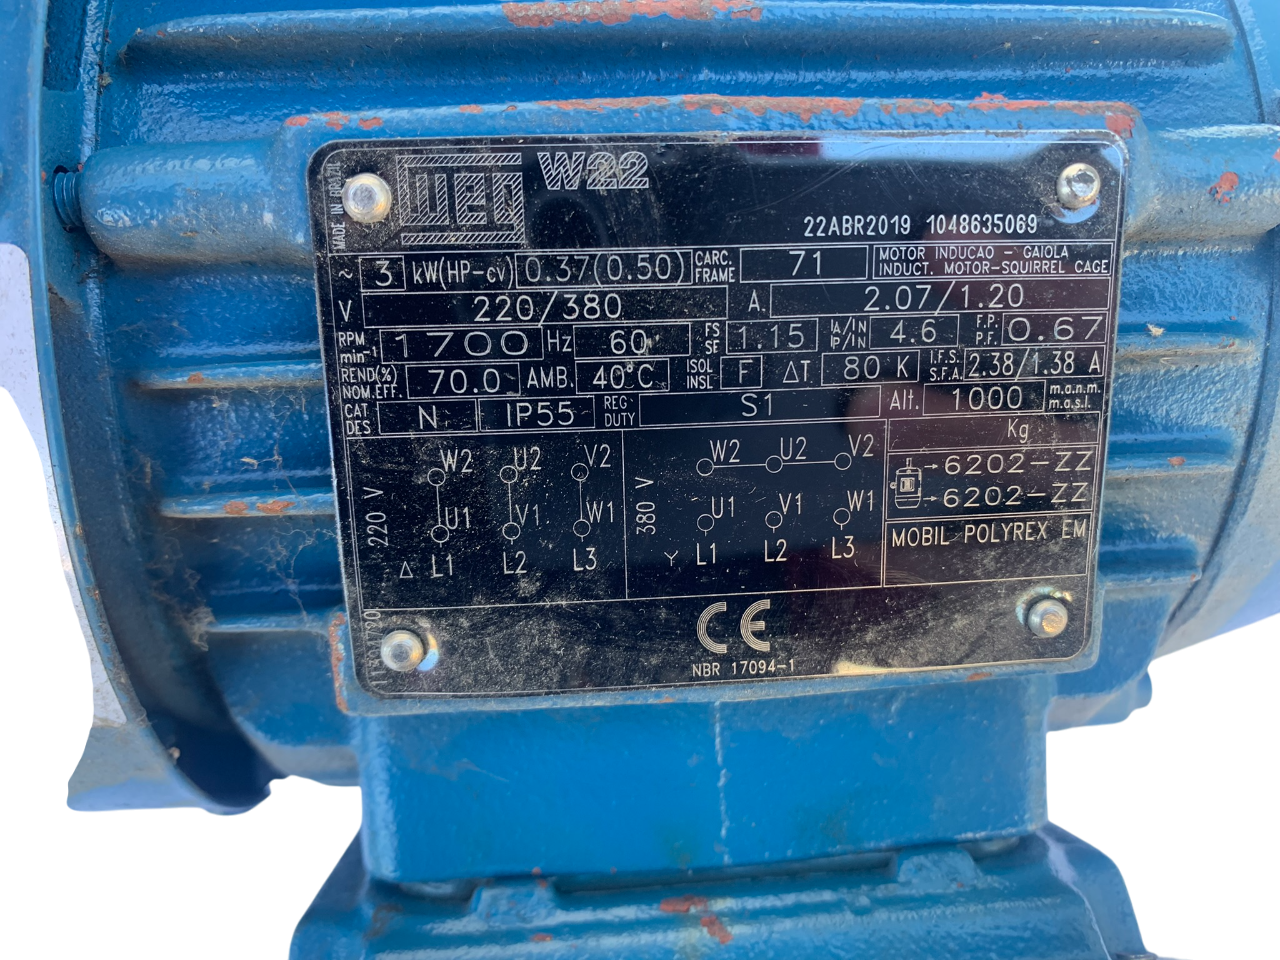 MADE IN BRAZIL
WEG W22
22ABR2019 1048635069
~ 3 kW(HP-cv) 0.37(0.50) CARC. FRAME 71 MOTOR INDUCAO - GAIOLA
INDUCT. MOTOR-SQUIRREL CAGE
V 220/380 A. 2.07/1.20
RPM min-1 1700 Hz 60 FS SF 1.15 IA/IN IP/IN 4.6 F.P. P.F. 0.67
REND.(%) NOM.EFF. 70.0 AMB. 40°C ISOL INSL F ΔT. 80 K I.F.S. S.F.A. 2.38/1.38 A
CAT DES N IP55 REG DUTY S1 Alt. 1000 m.a.n.m. m.a.s.l.
Kg
W2 U2 V2
U1 V1 W1
220 V
Δ L1 L2 L3
W2 U2 V2
U1 V1 W1
380 V
Y L1 L2 L3
6202-ZZ
6202-ZZ
MOBIL POLYREX EM
CE
NBR 17094-1